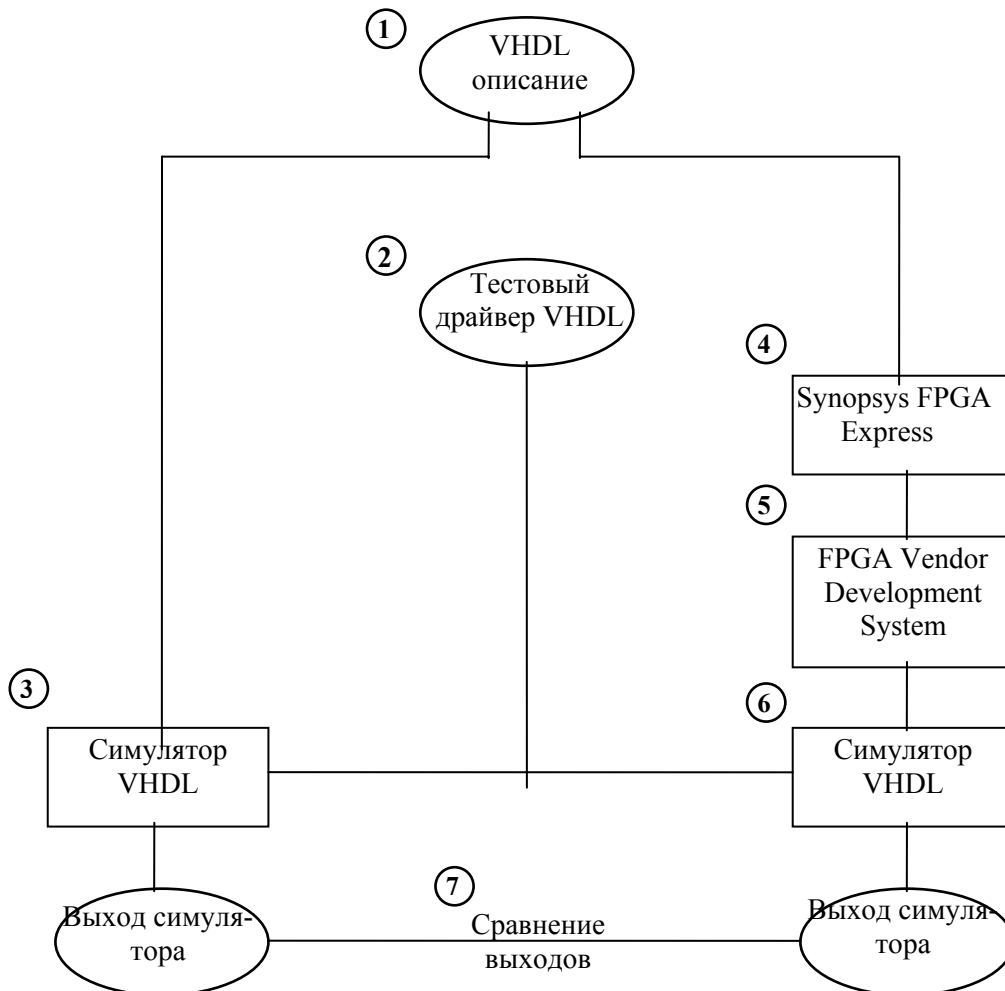 1
VHDL
описание
2
Тестовый
драйвер VHDL
4
Synopsys FPGA
Express
5
FPGA Vendor
Development
System
3
Симулятор
VHDL
6
Симулятор
VHDL
Выход симуля-
тора
7
Сравнение
выходов
Выход симуля-
тора